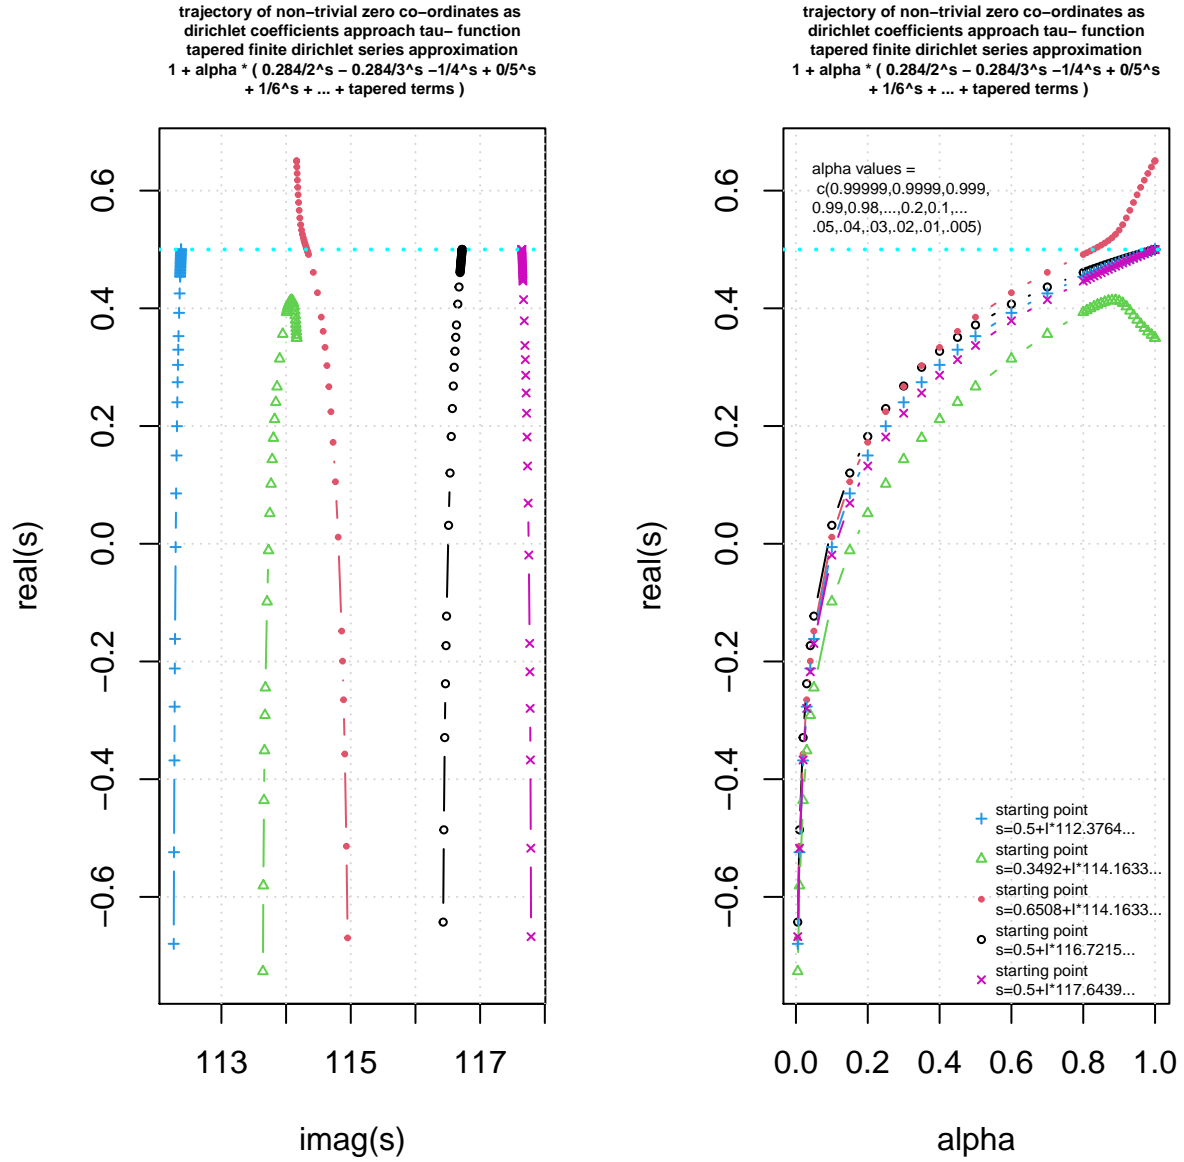 trajectory of non−trivial zero co−ordinates as
dirichlet coefficients approach tau− function
tapered finite dirichlet series approximation
1 + alpha * ( 0.284/2^s − 0.284/3^s −1/4^s + 0/5^s
+ 1/6^s + ... + tapered terms )
real(s)
0.6
0.4
0.2
0.0
−0.2
−0.4
−0.6
113
115
117
imag(s)
trajectory of non−trivial zero co−ordinates as
dirichlet coefficients approach tau− function
tapered finite dirichlet series approximation
1 + alpha * ( 0.284/2^s − 0.284/3^s −1/4^s + 0/5^s
+ 1/6^s + ... + tapered terms )
real(s)
0.6
0.4
0.2
0.0
−0.2
−0.4
−0.6
alpha values =
c(0.99999,0.9999,0.999,
0.99,0.98,...,0.2,0.1,...
.05,.04,.03,.02,.01,.005)
starting point
s=0.5+I*112.3764...
starting point
s=0.3492+I*114.1633...
starting point
s=0.6508+I*114.1633...
starting point
s=0.5+I*116.7215...
starting point
s=0.5+I*117.6439...
0.0
0.2
0.4
0.6
0.8
1.0
alpha